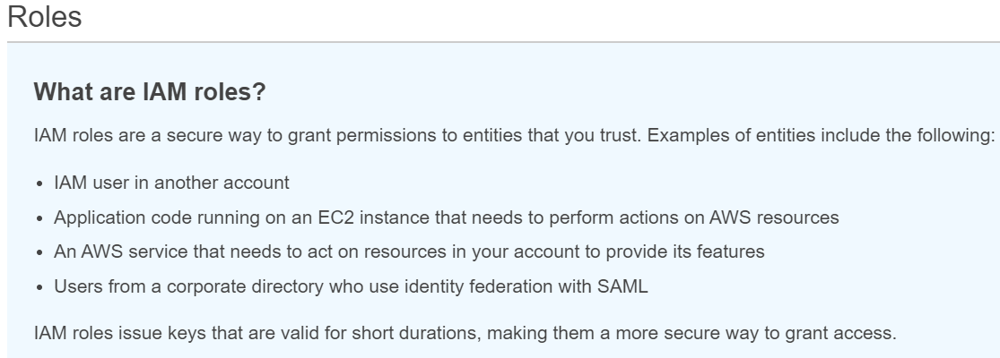 Roles
What are IAM roles?
IAM roles are a secure way to grant permissions to entities that you trust. Examples of entities include the following:
• IAM user in another account
• Application code running on an EC2 instance that needs to perform actions on AWS resources
• An AWS service that needs to act on resources in your account to provide its features
• Users from a corporate directory who use identity federation with SAML
IAM roles issue keys that are valid for short durations, making them a more secure way to grant access.